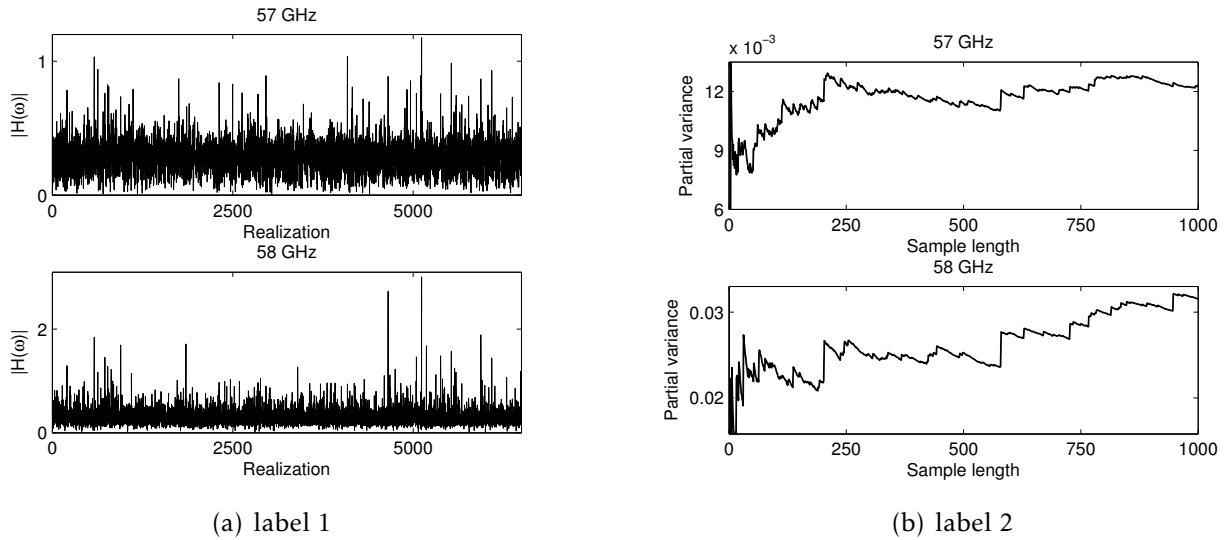 57 GHz
|H(ω)|
1
0
0 2500 5000
Realization
58 GHz
|H(ω)|
2
0
0 2500 5000
Realization
(a) label 1
x 10⁻³
57 GHz
Partial variance
12
9
6
0 250 500 750 1000
Sample length
58 GHz
Partial variance
0.03
0.02
0 250 500 750 1000
Sample length
(b) label 2